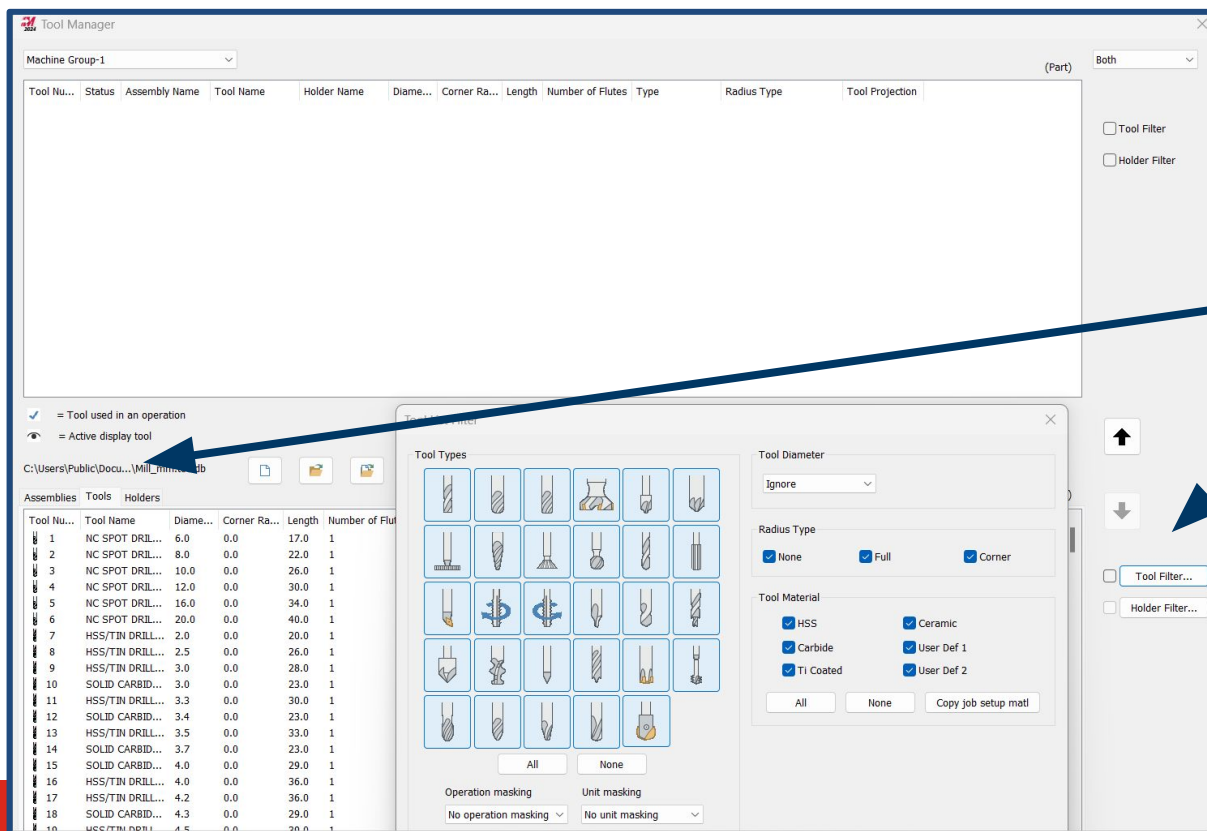 2024 Tool Manager
Machine Group-1
(Part)
Both
Tool Nu... Status Assembly Name Tool Name Holder Name Diame... Corner Ra... Length Number of Flutes Type Radius Type Tool Projection
Tool Filter
Holder Filter
= Tool used in an operation
= Active display tool
C:\Users\Public\Docu...\Mill_
Assemblies Tools Holders
Tool Nu... Tool Name Diame... Corner Ra... Length Number of Flut
1 NC SPOT DRIL... 6.0 0.0 17.0 1
2 NC SPOT DRIL... 8.0 0.0 22.0 1
3 NC SPOT DRIL... 10.0 0.0 26.0 1
4 NC SPOT DRIL... 12.0 0.0 30.0 1
5 NC SPOT DRIL... 16.0 0.0 34.0 1
6 NC SPOT DRIL... 20.0 0.0 40.0 1
7 HSS/TIN DRILL... 2.0 0.0 20.0 1
8 HSS/TIN DRILL... 2.5 0.0 26.0 1
9 HSS/TIN DRILL... 3.0 0.0 28.0 1
10 SOLID CARBID... 3.0 0.0 23.0 1
11 HSS/TIN DRILL... 3.3 0.0 30.0 1
12 SOLID CARBID... 3.4 0.0 23.0 1
13 HSS/TIN DRILL... 3.5 0.0 33.0 1
14 SOLID CARBID... 3.7 0.0 23.0 1
15 SOLID CARBID... 4.0 0.0 29.0 1
16 HSS/TIN DRILL... 4.0 0.0 36.0 1
17 HSS/TIN DRILL... 4.2 0.0 36.0 1
18 SOLID CARBID... 4.3 0.0 29.0 1
Filter
Tool Types
All None
Operation masking Unit masking
No operation masking No unit masking
Tool Diameter
Ignore
Radius Type
None Full Corner
Tool Material
HSS Ceramic
Carbide User Def 1
Ti Coated User Def 2
All None Copy job setup matl
Tool Filter...
Holder Filter...